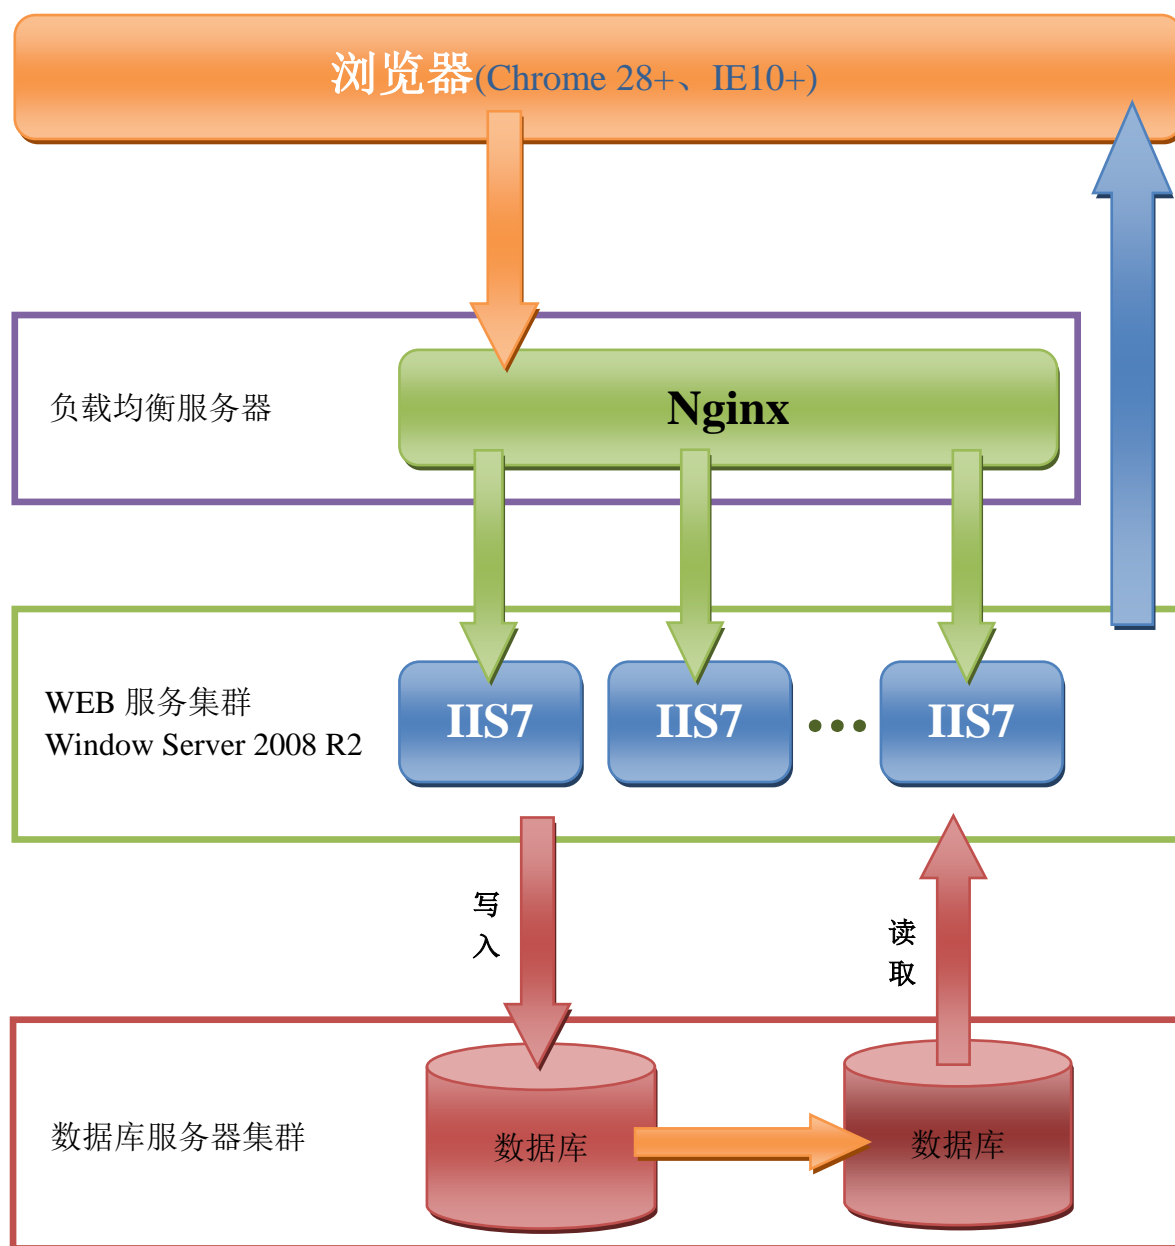 浏览器(Chrome 28+、IE10+)
负载均衡服务器
Nginx
WEB 服务集群
Window Server 2008 R2
IIS7
IIS7
IIS7
写
入
读
取
数据库服务器集群
数据库
数据库